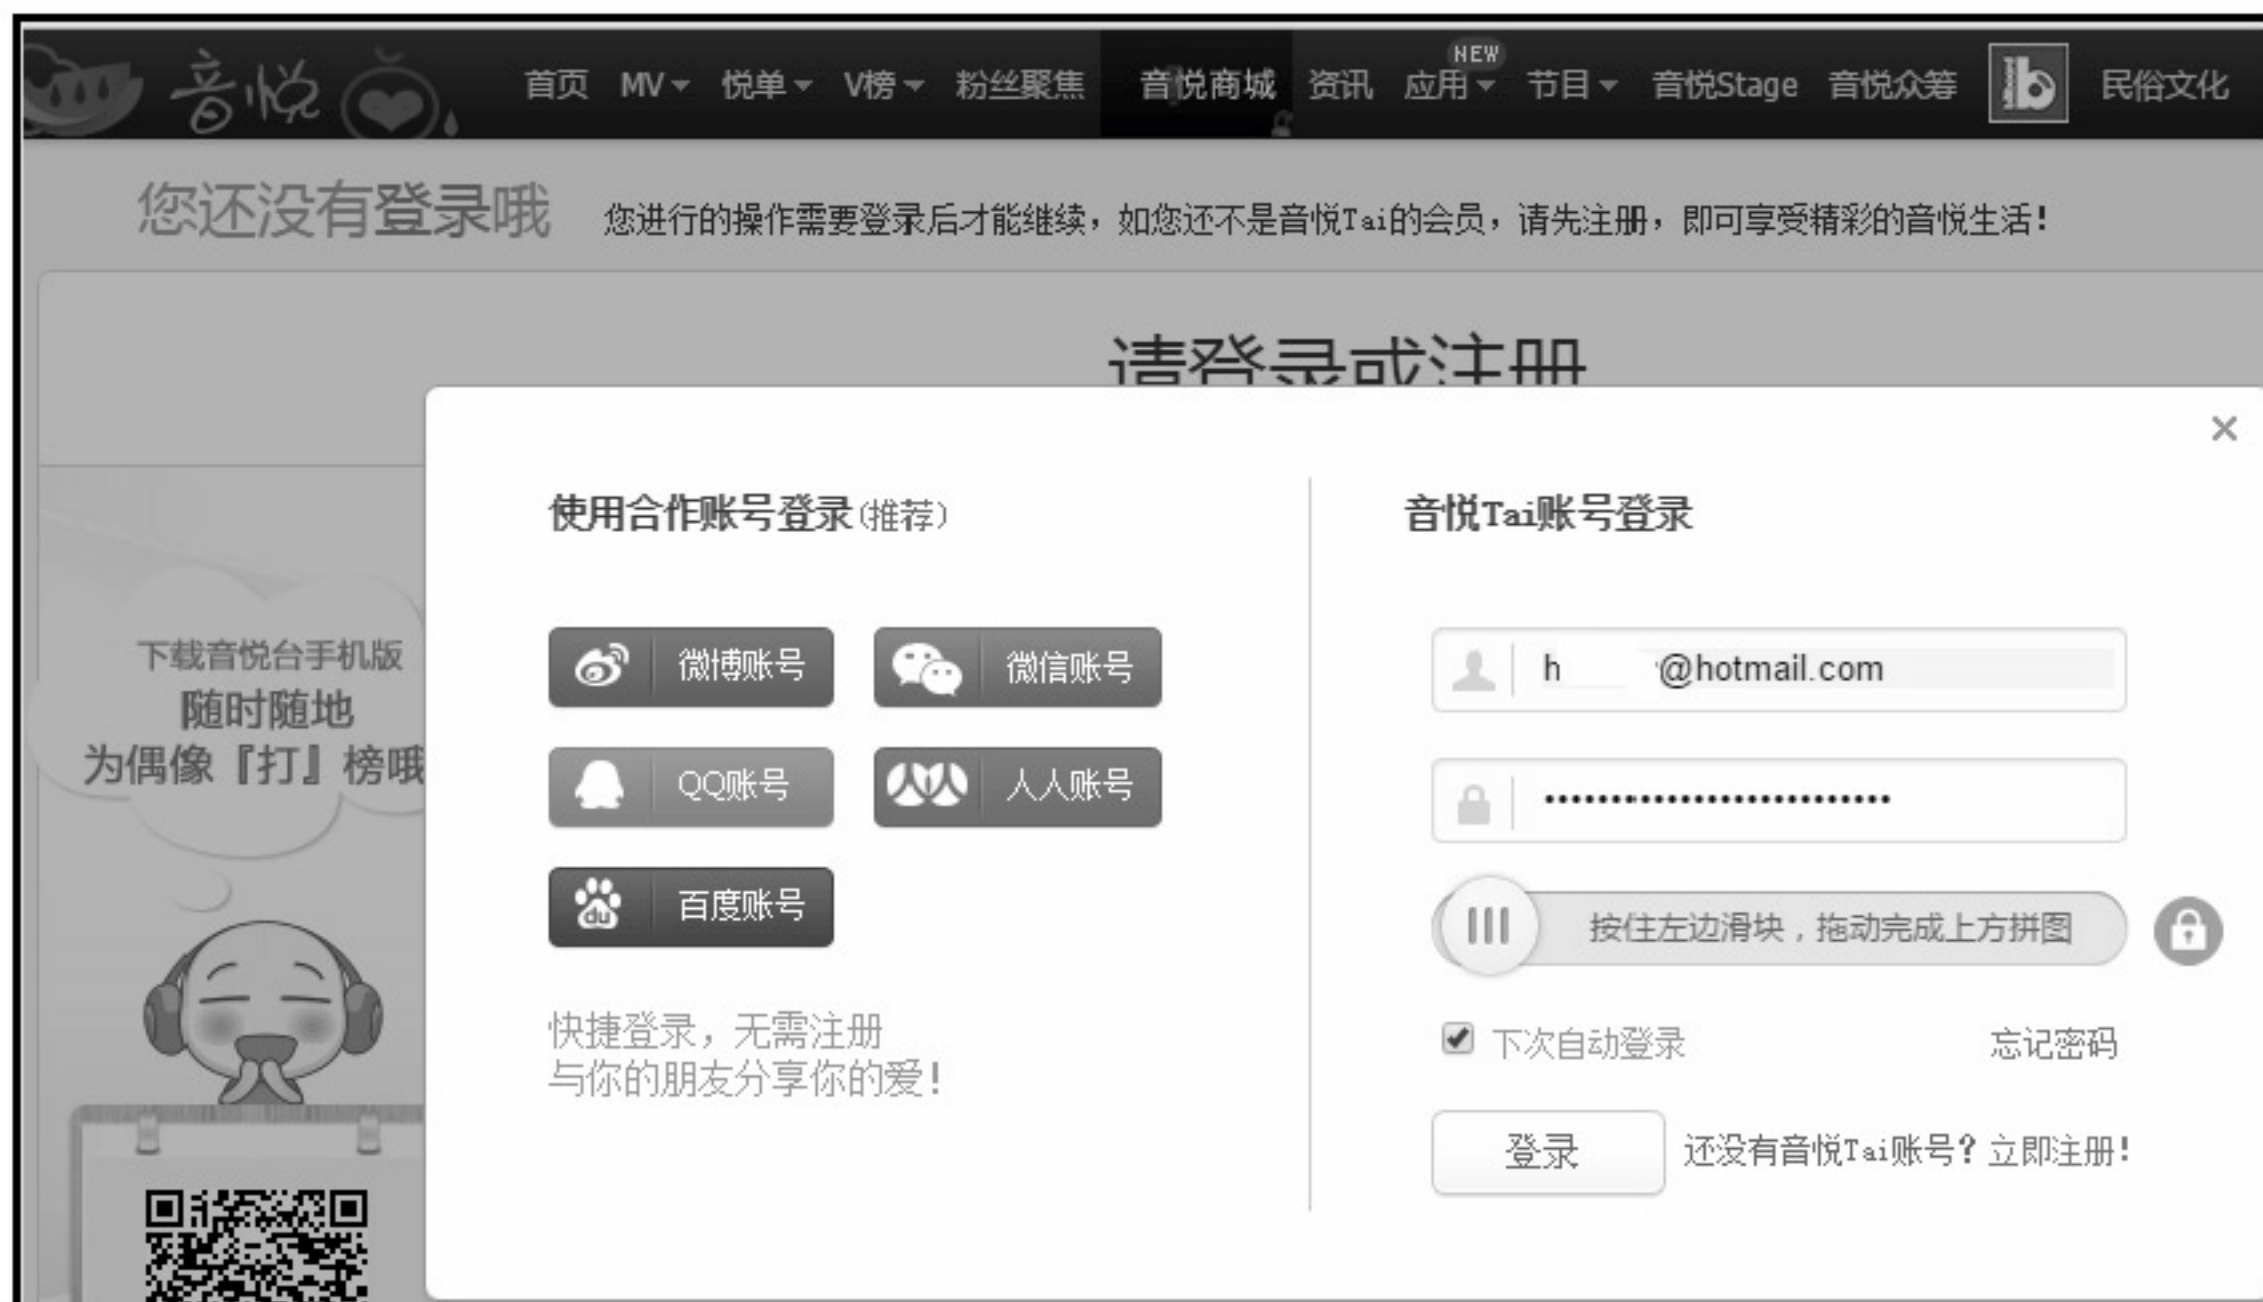 音悦
首页 MV 悦单 V榜 粉丝聚焦 音悦商城 资讯 应用 NEW 节目 音悦Stage 音悦众筹 民俗文化
您还没有登录哦 您进行的操作需要登录后才能继续，如您还不是音悦Tai的会员，请先注册，即可享受精彩的音悦生活！
请登录或注册
下载音悦台手机版
随时随地
为偶像『打』榜哦
使用合作账号登录(推荐)
微博账号 微信账号
QQ账号 人人账号
du 百度账号
快捷登录，无需注册
与你的朋友分享你的爱！
音悦Tai账号登录
h @hotmail.com
按住左边滑块，拖动完成上方拼图
下次自动登录 忘记密码
登录 还没有音悦Tai账号？立即注册！